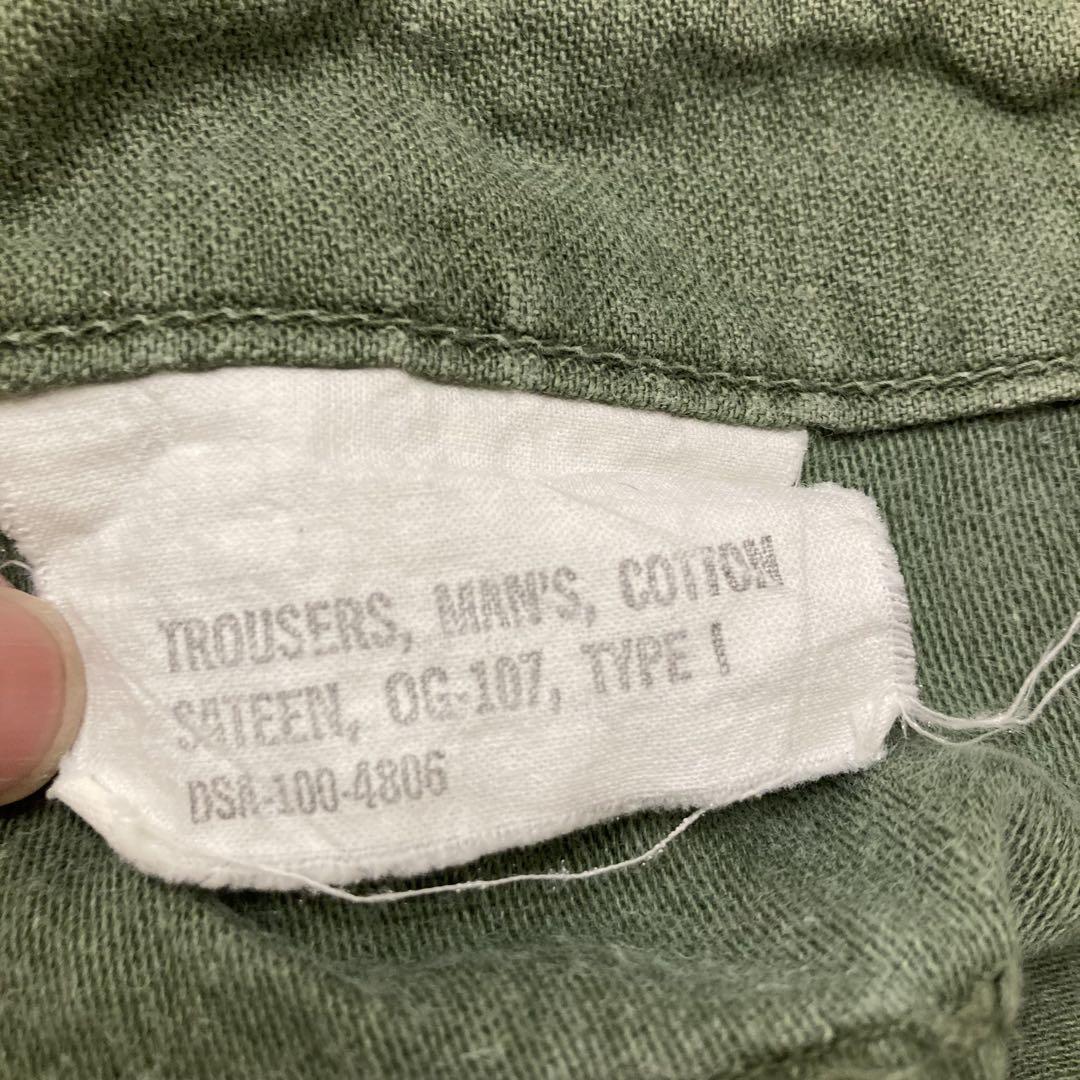 TROUSERS, MAN'S, COTTON
SATEEN, OG-107, TYPE I
DSA-100-4806